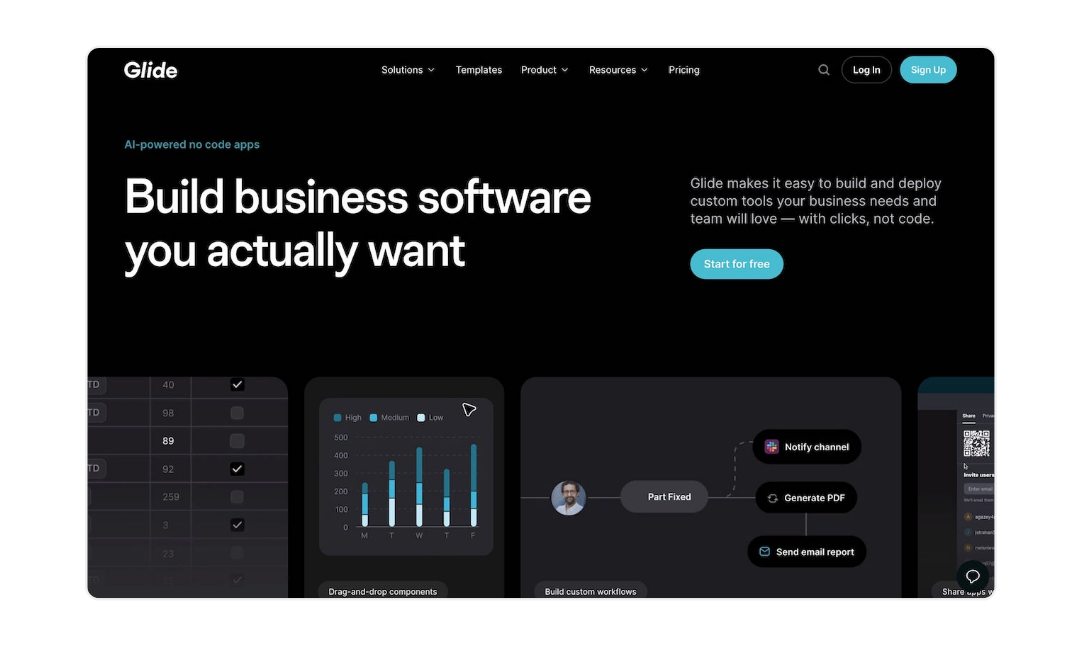 Glide
Solutions
Templates
Product
Resources
Pricing
Log In
Sign Up
AI-powered no code apps
Build business software
you actually want
Glide makes it easy to build and deploy
custom tools your business needs and
team will love — with clicks, not code.
Start for free
TD 40
TD 98
89
TD 92
259
3
23
High Medium Low
500
400
300
200
100
0
M T W T F
Drag-and-drop components
Part Fixed
Notify channel
Generate PDF
Send email report
Build custom workflows
Share
Invite users
Share apps